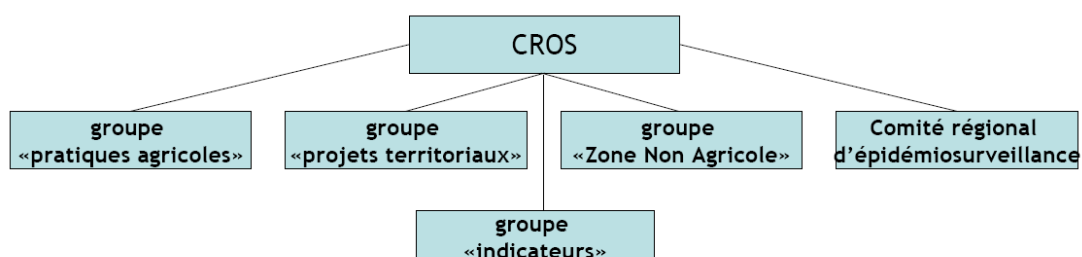 CROS
groupe
«pratiques agricoles»
groupe
«projets territoriaux»
groupe
«Zone Non Agricole»
Comité régional
d’épidémiosurveillance
groupe
«indicateurs»